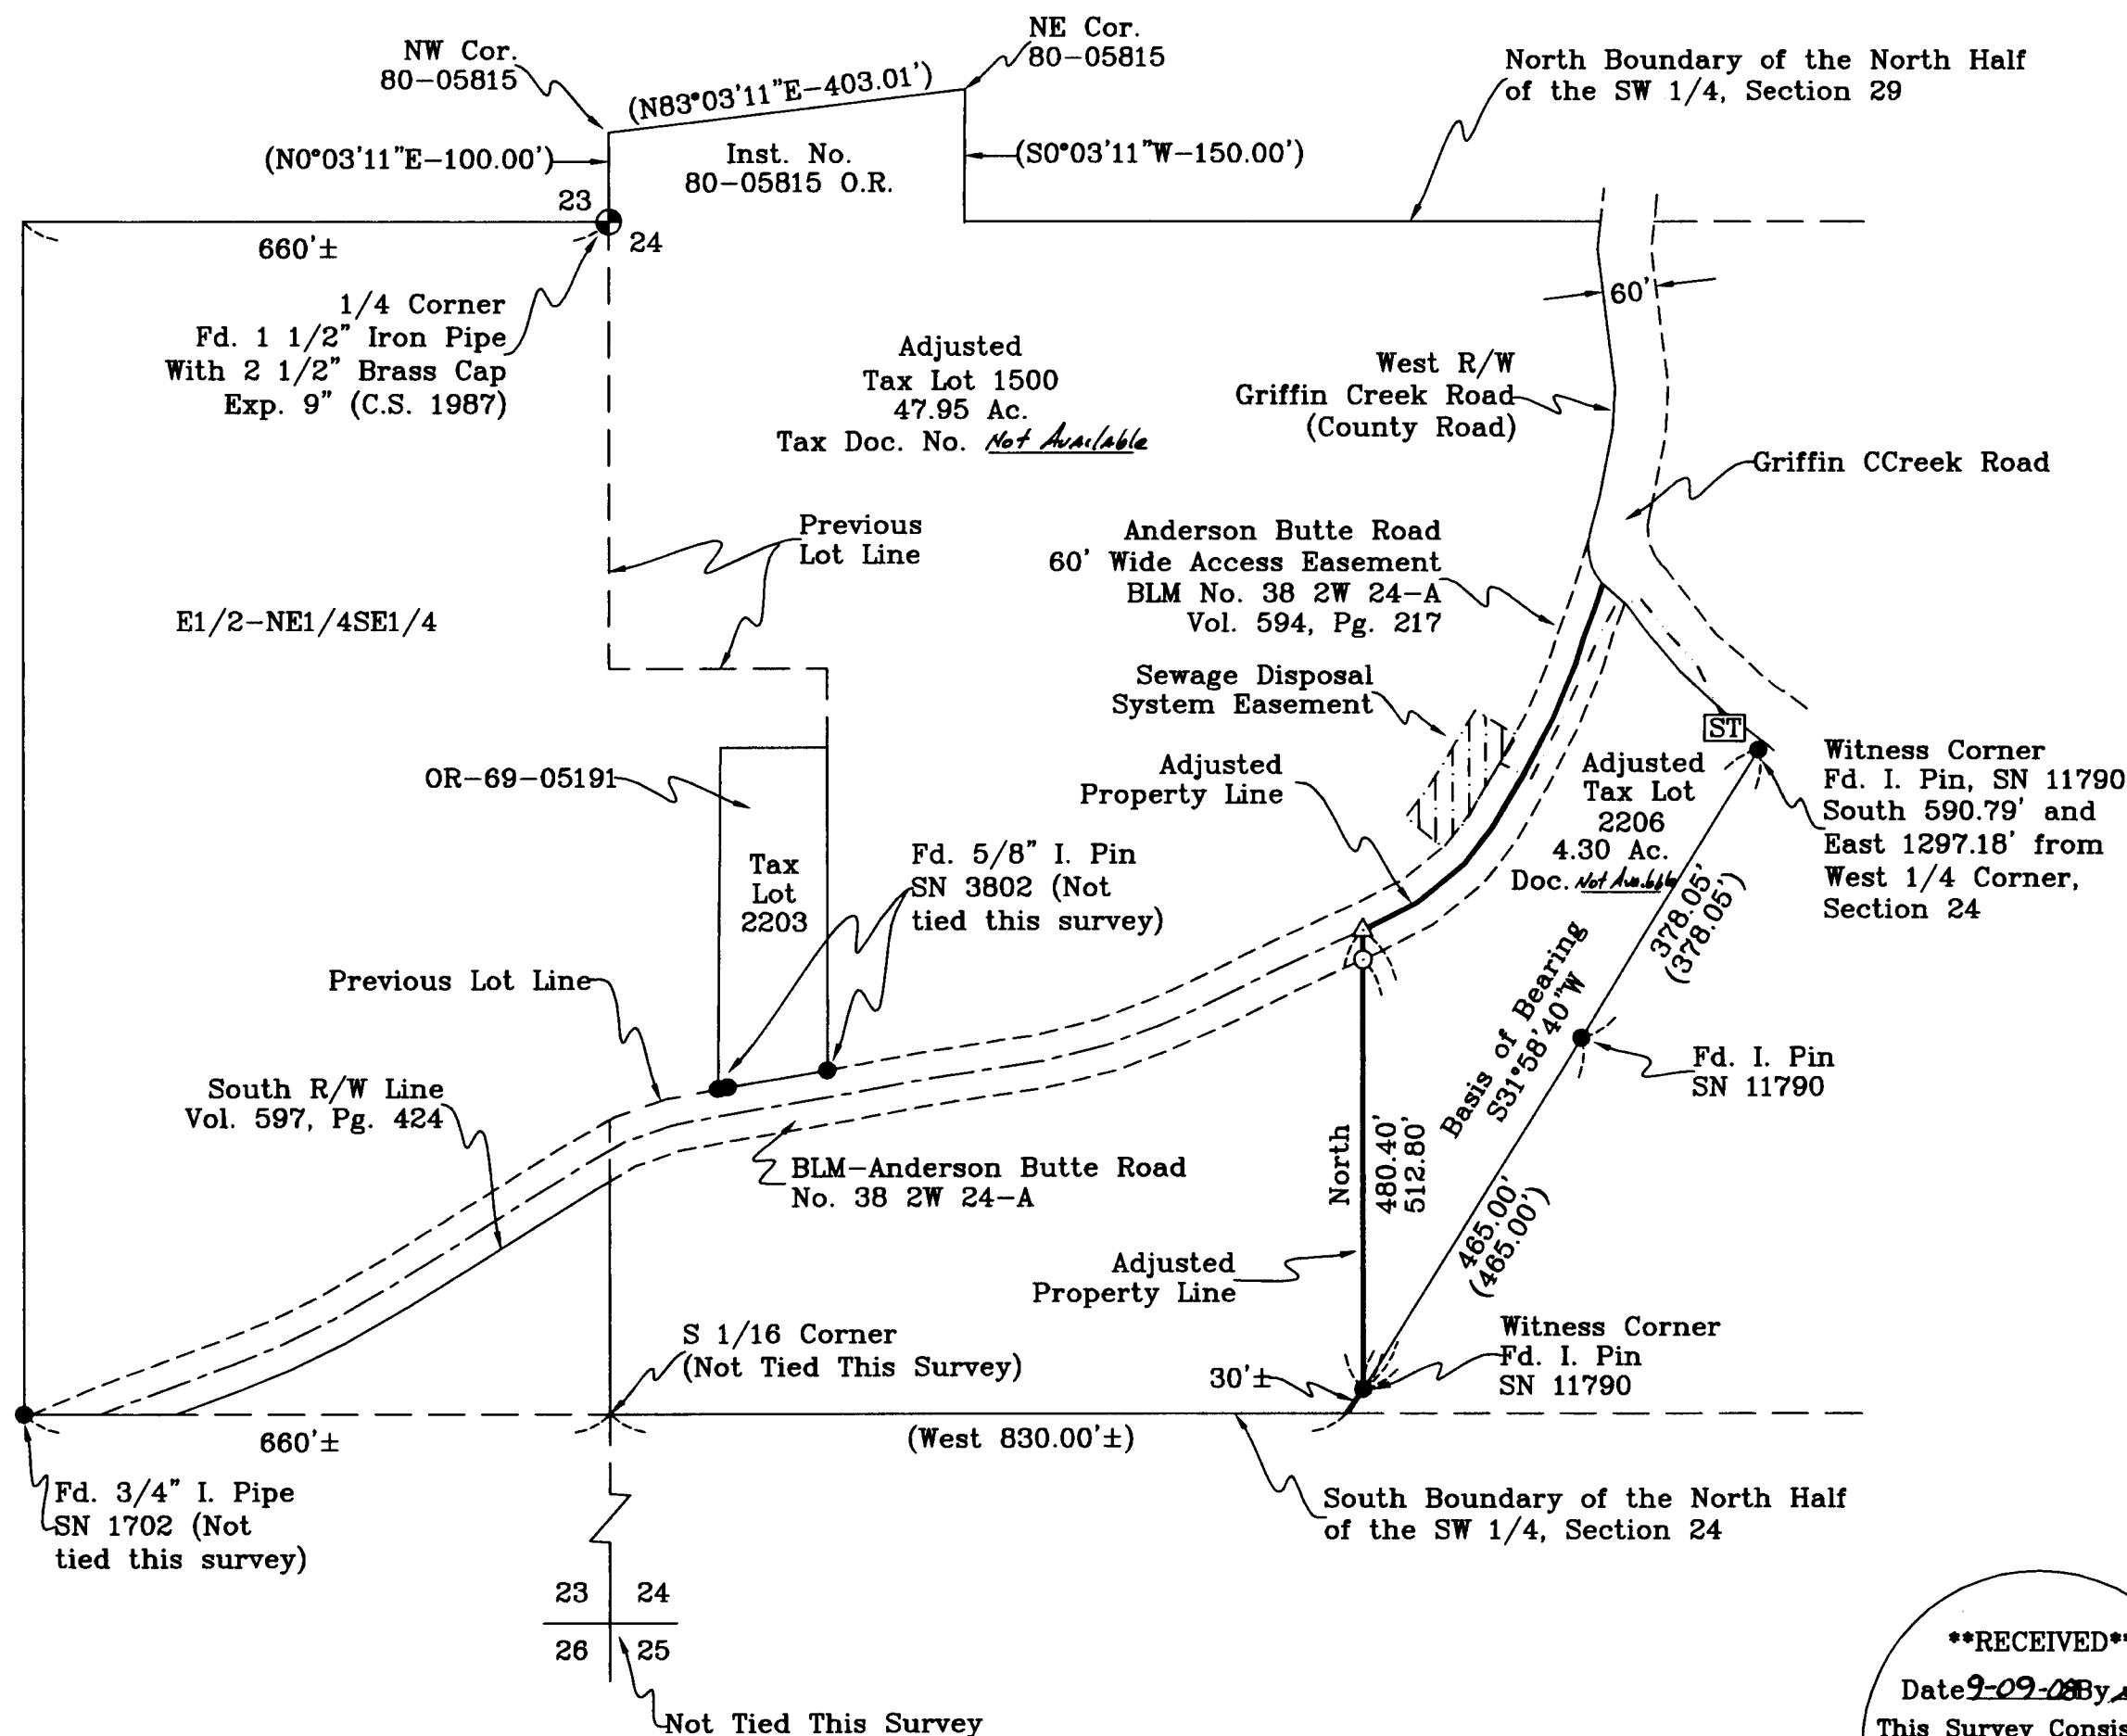 NW Cor.
80-05815
NE Cor.
80-05815
(N83°03'11"E-403.01')
North Boundary of the North Half
of the SW 1/4, Section 29
(N0°03'11"E-100.00')
Inst. No.
80-05815 O.R.
(S0°03'11"W-150.00')
23
24
660'±
60'
1/4 Corner
Fd. 1 1/2" Iron Pipe
With 2 1/2" Brass Cap
Exp. 9" (C.S. 1987)
Adjusted
Tax Lot 1500
47.95 Ac.
Tax Doc. No. Not Available
West R/W
Griffin Creek Road
(County Road)
Griffin CCreek Road
Previous
Lot Line
Anderson Butte Road
60' Wide Access Easement
BLM No. 38 2W 24-A
Vol. 594, Pg. 217
E1/2-NE1/4SE1/4
Sewage Disposal
System Easement
ST
Witness Corner
Fd. I. Pin, SN 11790
South 590.79' and
East 1297.18' from
West 1/4 Corner,
Section 24
OR-69-05191
Adjusted
Property Line
Adjusted
Tax Lot
2206
4.30 Ac.
Doc. Not Available
Tax
Lot
2203
Fd. 5/8" I. Pin
SN 3802 (Not
tied this survey)
378.05'
(378.05')
Basis of Bearing
S31°58'40"W
Previous Lot Line
Fd. I. Pin
SN 11790
South R/W Line
Vol. 597, Pg. 424
BLM-Anderson Butte Road
No. 38 2W 24-A
North
480.40'
512.80'
465.00'
(465.00')
Adjusted
Property Line
S 1/16 Corner
(Not Tied This Survey)
30'±
Witness Corner
Fd. I. Pin
SN 11790
660'±
(West 830.00'±)
Fd. 3/4" I. Pipe
SN 1702 (Not
tied this survey)
South Boundary of the North Half
of the SW 1/4, Section 24
23 24
26 25
Not Tied This Survey
**RECEIVED**
Date 9-09-08 By
This Survey Consis